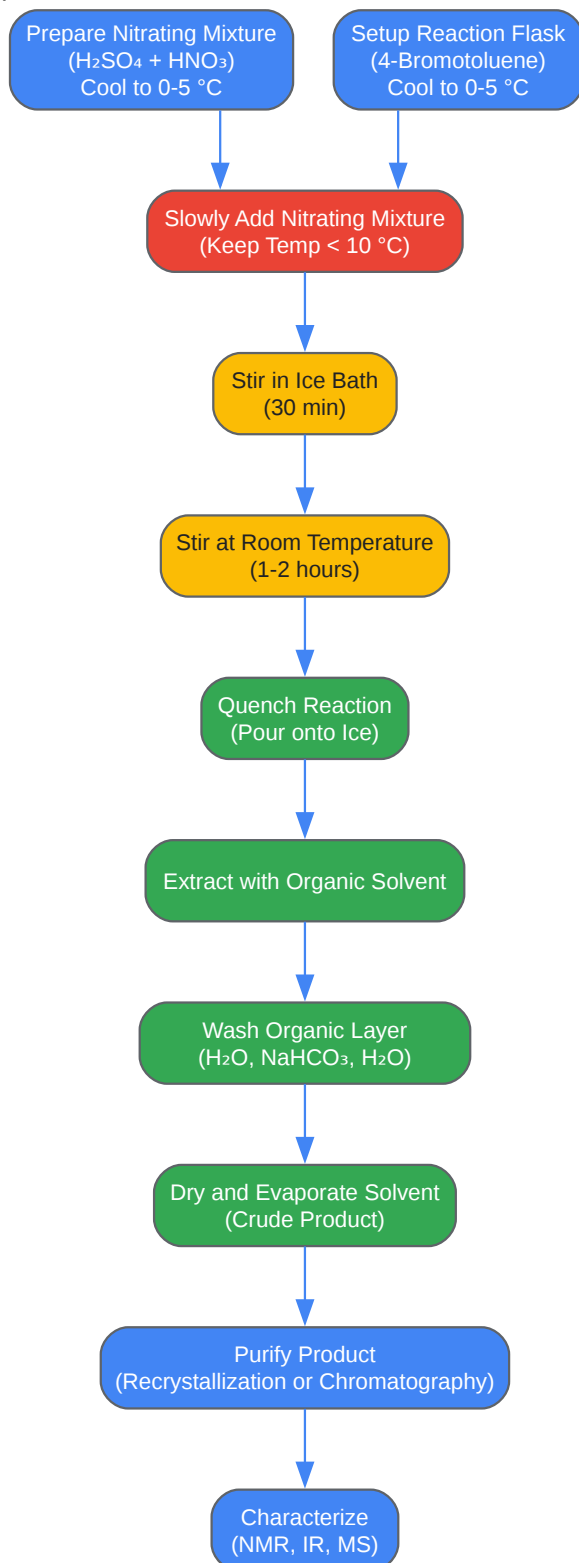 Prepare Nitrating Mixture
(H₂SO₄ + HNO₃)
Cool to 0-5 °C
Setup Reaction Flask
(4-Bromotoluene)
Cool to 0-5 °C
Slowly Add Nitrating Mixture
(Keep Temp < 10 °C)
Stir in Ice Bath
(30 min)
Stir at Room Temperature
(1-2 hours)
Quench Reaction
(Pour onto Ice)
Extract with Organic Solvent
Wash Organic Layer
(H₂O, NaHCO₃, H₂O)
Dry and Evaporate Solvent
(Crude Product)
Purify Product
(Recrystallization or Chromatography)
Characterize
(NMR, IR, MS)